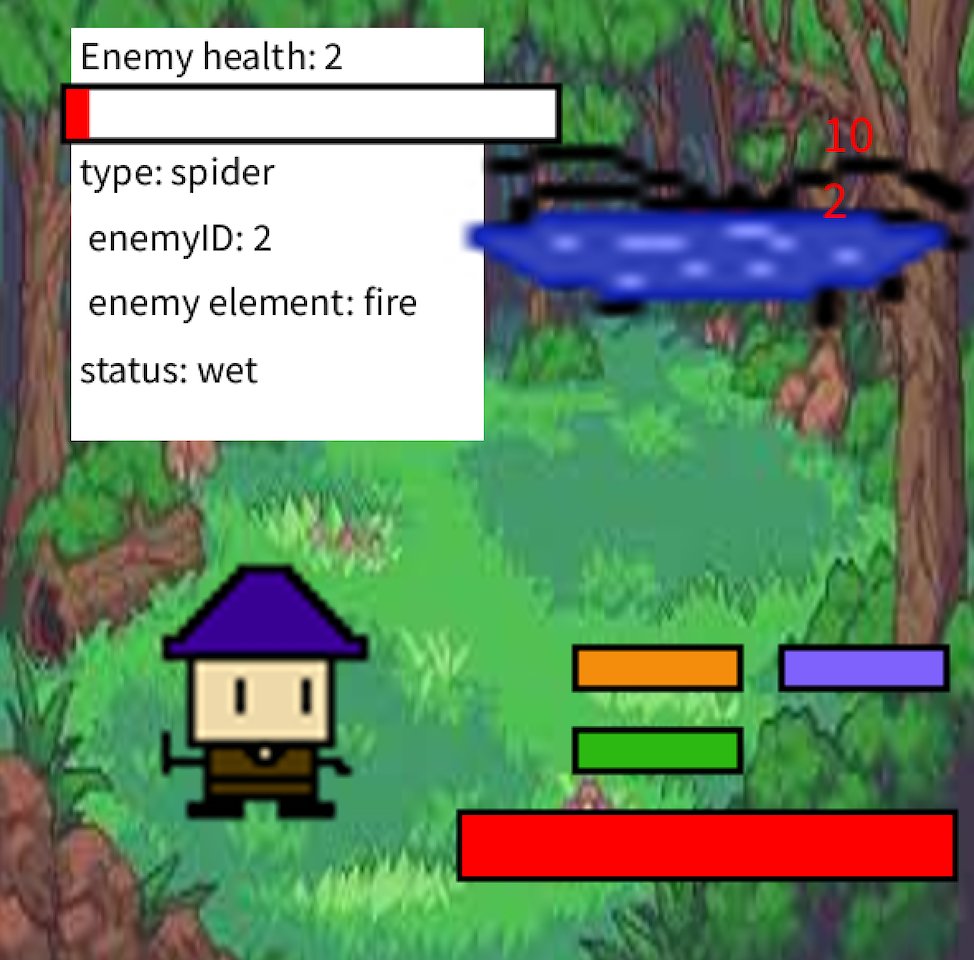 Enemy health: 2
type: spider
enemyID: 2
enemy element: fire
status: wet
10
2